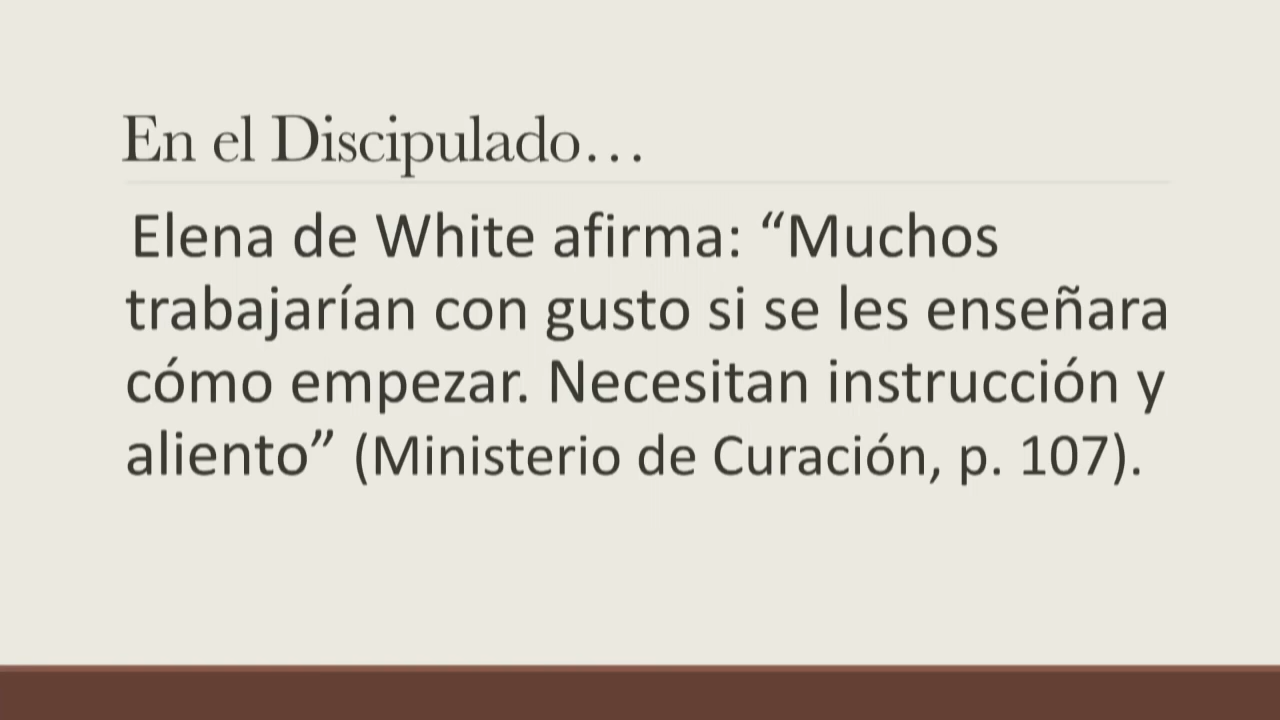 En el Discipulado…
Elena de White afirma: “Muchos
trabajarían con gusto si se les enseñara
cómo empezar. Necesitan instrucción y
aliento” (Ministerio de Curación, p. 107).